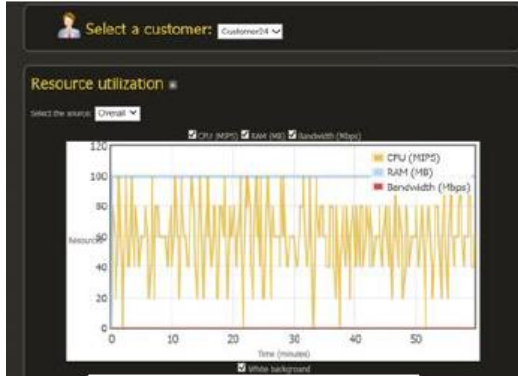 Select a customer: Customer24
Resource utilization
Select the source: Overall
CPU (MIPS) RAM (MB) Bandwidth (Mbps)
120
100
80
60
40
20
0
Resources
CPU (MIPS)
RAM (MB)
Bandwidth (Mbps)
0 10 20 30 40 50
Time (minutes)
White background